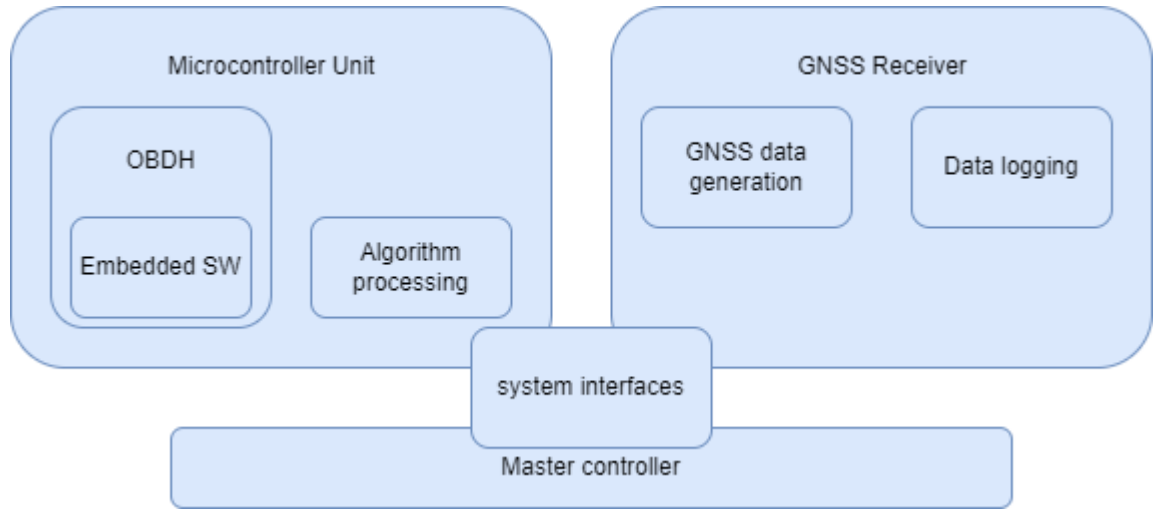 Microcontroller Unit
GNSS Receiver
OBDH
GNSS data
generation
Data logging
Embedded SW
Algorithm
processing
system interfaces
Master controller